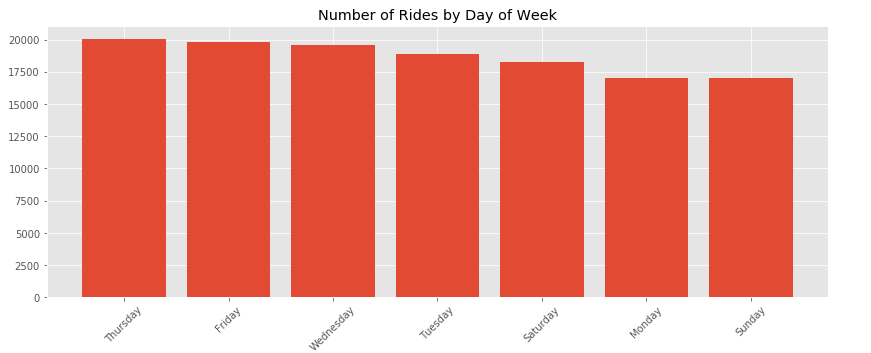 Number of Rides by Day of Week
20000
17500
15000
12500
10000
7500
5000
2500
0
Thursday
Friday
Wednesday
Tuesday
Saturday
Monday
Sunday